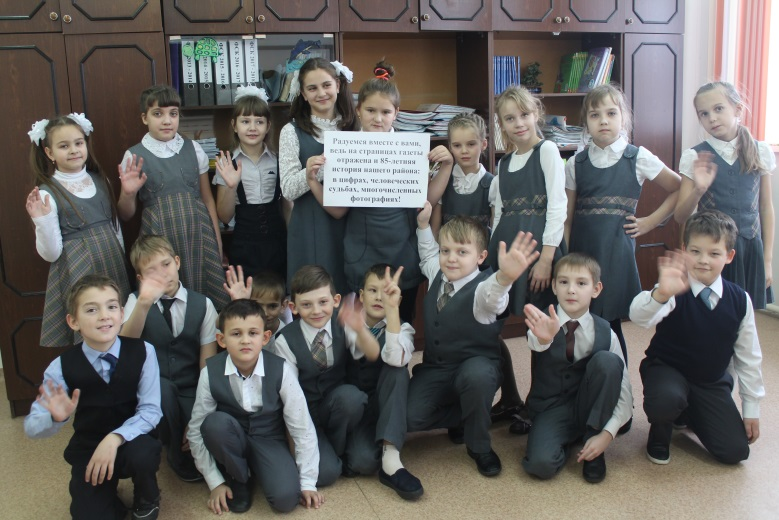 Радуемся вместе с вами,
ведь на страницах газеты
отражена и 85-летняя
история нашего района:
в цифрах, человеческих
судьбах, многочисленных
фотографиях!